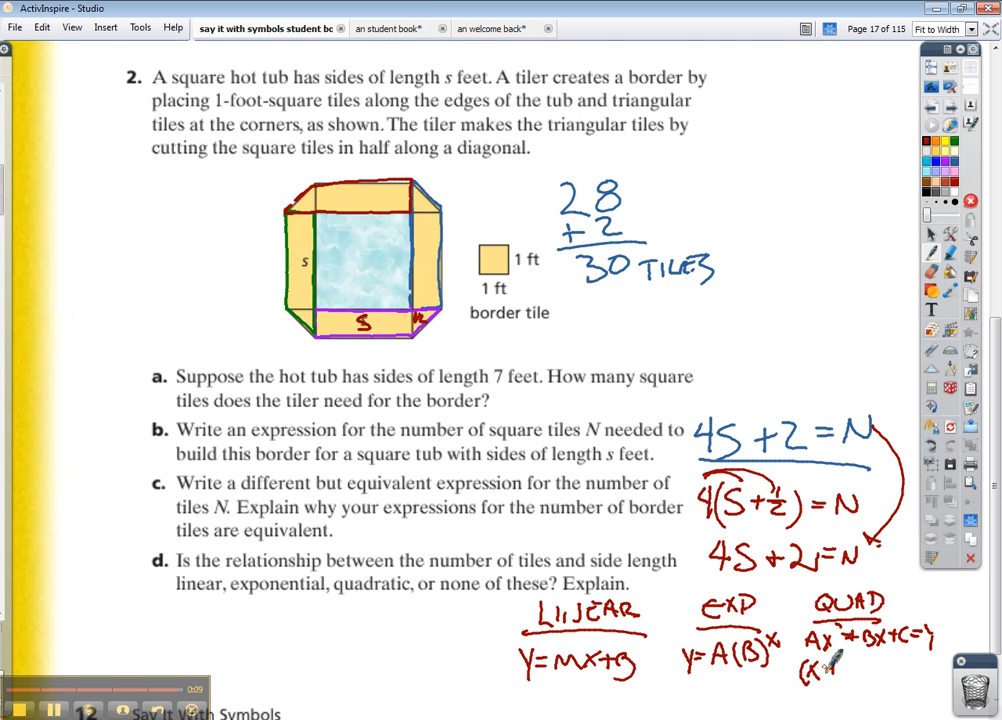 ActivInspire - Studio
File Edit View Insert Tools Help
say it with symbols student bo
an student book*
an welcome back*
Page 17 of 115
Fit to Width
2. A square hot tub has sides of length s feet. A tiler creates a border by
placing 1-foot-square tiles along the edges of the tub and triangular
tiles at the corners, as shown. The tiler makes the triangular tiles by
cutting the square tiles in half along a diagonal.
28
+ 2
30 TILES
s
S
1 ft
1 ft
border tile
a. Suppose the hot tub has sides of length 7 feet. How many square
tiles does the tiler need for the border?
b. Write an expression for the number of square tiles N needed to
build this border for a square tub with sides of length s feet.
c. Write a different but equivalent expression for the number of
tiles N. Explain why your expressions for the number of border
tiles are equivalent.
d. Is the relationship between the number of tiles and side length
linear, exponential, quadratic, or none of these? Explain.
4S + 2 = N
4(S + 1/2) = N
4S + 2 = N
LINEAR
Y = MX + B
EXP
Y = A(B)^x
QUAD
AX² + BX + C = Y
(X +
0:09
12 Say It With Symbols